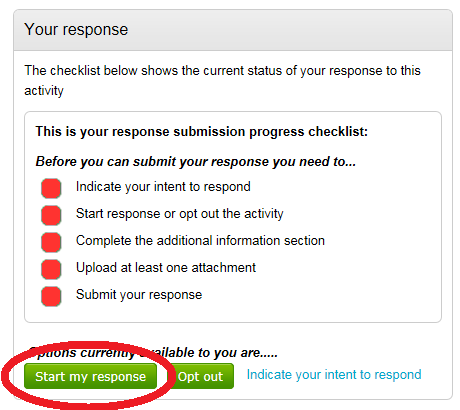 Your response
The checklist below shows the current status of your response to this
activity
This is your response submission progress checklist:
Before you can submit your response you need to...
Indicate your intent to respond
Start response or opt out the activity
Complete the additional information section
Upload at least one attachment
Submit your response
Options currently available to you are.....
Start my response Opt out Indicate your intent to respond